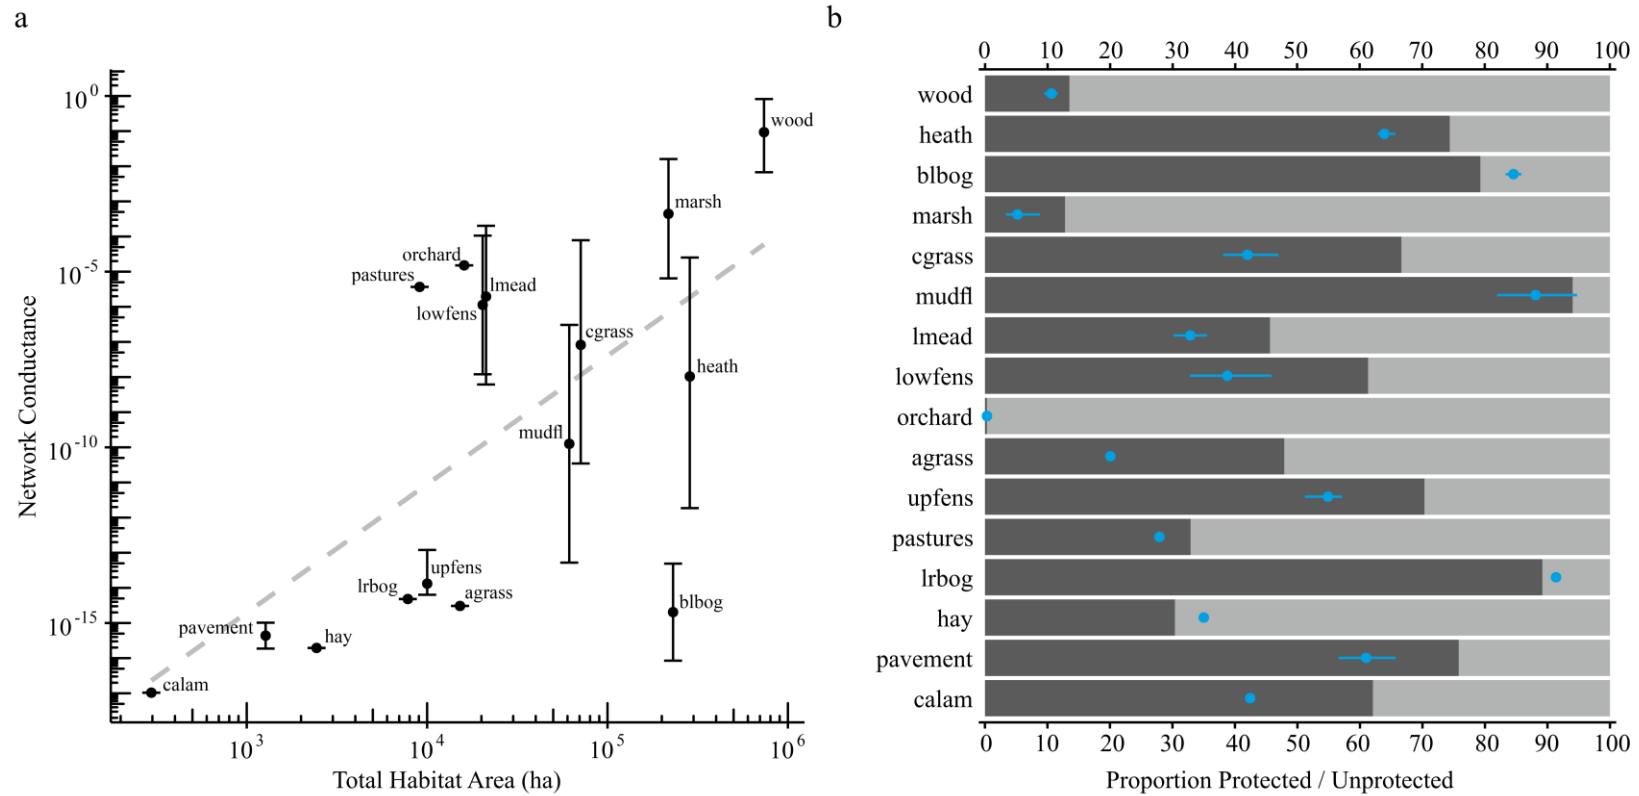 a
Network Conductance
10^0
10^-5
10^-10
10^-15
wood
marsh
orchard
pastures
lmead
lowfens
cgrass
heath
mudfl
upfens
lrbog
agrass
blbog
pavement
hay
calam
10^3 10^4 10^5 10^6
Total Habitat Area (ha)
b
0 10 20 30 40 50 60 70 80 90 100
wood
heath
blbog
marsh
cgrass
mudfl
lmead
lowfens
orchard
agrass
upfens
pastures
lrbog
hay
pavement
calam
0 10 20 30 40 50 60 70 80 90 100
Proportion Protected / Unprotected